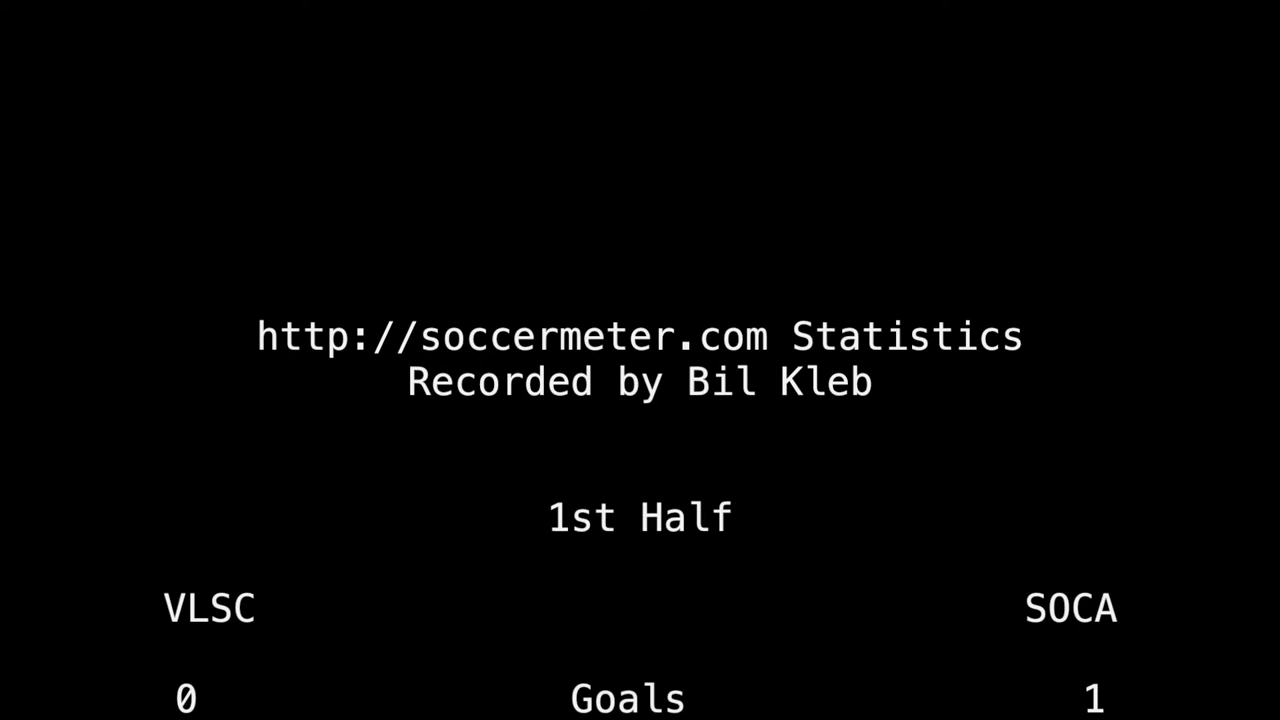 http://soccermeter.com Statistics
Recorded by Bil Kleb
1st Half
VLSC SOCA
0 Goals 1